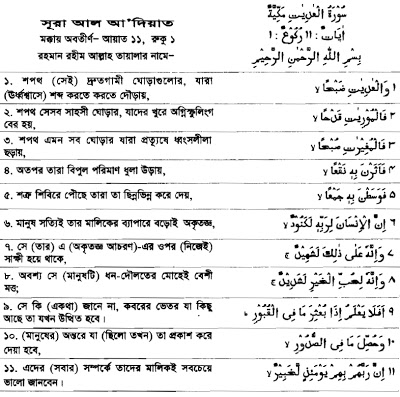 সূরা আল আ'দিয়াত
মক্কায় অবতীর্ণ- আয়াত ১১, রুকু ১
রহমান রহীম আল্লাহ তায়ালার নামে-
سُوْرَةُ الْعٰدِيٰتِ مَكِّيَّةٌ
اٰيَاتُ : ١١ رُكُوْعٌ : ١
بِسْمِ اللّٰهِ الرَّحْمٰنِ الرَّحِيْمِ
১. শপথ (সেই) দ্রুতগামী ঘোড়াগুলোর, যারা
(উর্ধ্বশ্বাসে) শব্দ করতে করতে দৌড়ায়,
١ وَالْعٰدِيٰتِ ضَبْحًا ۙ
২. শপথ সেসব সাহসী ঘোড়ার, যাদের খুরে অগ্নিস্ফুলিংগ
বের হয়,
٢ فَالْمُوْرِيٰتِ قَدْحًا ۙ
৩. শপথ এমন সব ঘোড়ার যারা প্রত্যুষে ধ্বংসলীলা
ছড়ায়,
٣ فَالْمُغِيْرٰتِ صُبْحًا ۙ
৪. অতপর তারা বিপুল পরিমাণ ধুলা উড়ায়,
٤ فَاَثَرْنَ بِهٖ نَقْعًا ۙ
৫. শত্রু শিবিরে পৌছে তারা তা ছিন্নভিন্ন করে দেয়,
٥ فَوَسَطْنَ بِهٖ جَمْعًا ۙ
৬. মানুষ সত্যিই তার মালিকের ব্যাপারে বড়োই অকৃতজ্ঞ,
٦ اِنَّ الْاِنْسَانَ لِرَبِّهٖ لَكَنُوْدٌ ۚ
৭. সে (তার) এ (অকৃতজ্ঞ আচরণ)-এর ওপর (নিজেই)
সাক্ষী হয়ে থাকে,
٧ وَاِنَّهٗ عَلٰى ذٰلِكَ لَشَهِيْدٌ ۚ
৮. অবশ্য সে (মানুষটি) ধন-দৌলতের মোহেই বেশী
মত্ত;
٨ وَاِنَّهٗ لِحُبِّ الْخَيْرِ لَشَدِيْدٌ ؕ
৯. সে কি (একথা) জানে না, কবরের ভেতর যা কিছু
আছে তা যখন উত্থিত হবে।
٩ اَفَلَا يَعْلَمُ اِذَا بُعْثِرَ مَا فِى الْقُبُوْرِ ۙ
১০. (মানুষের) অন্তরে যা (ছিলো তখন) তা প্রকাশ করে
দেয়া হবে,
١٠ وَحُصِّلَ مَا فِى الصُّدُوْرِ ۙ
১১. এদের (সবার) সম্পর্কে তাদের মালিকই সবচেয়ে
ভালো জানবেন।
١١ اِنَّ رَبَّهُمْ بِهِمْ يَوْمَئِذٍ لَّخَبِيْرٌ ۧ